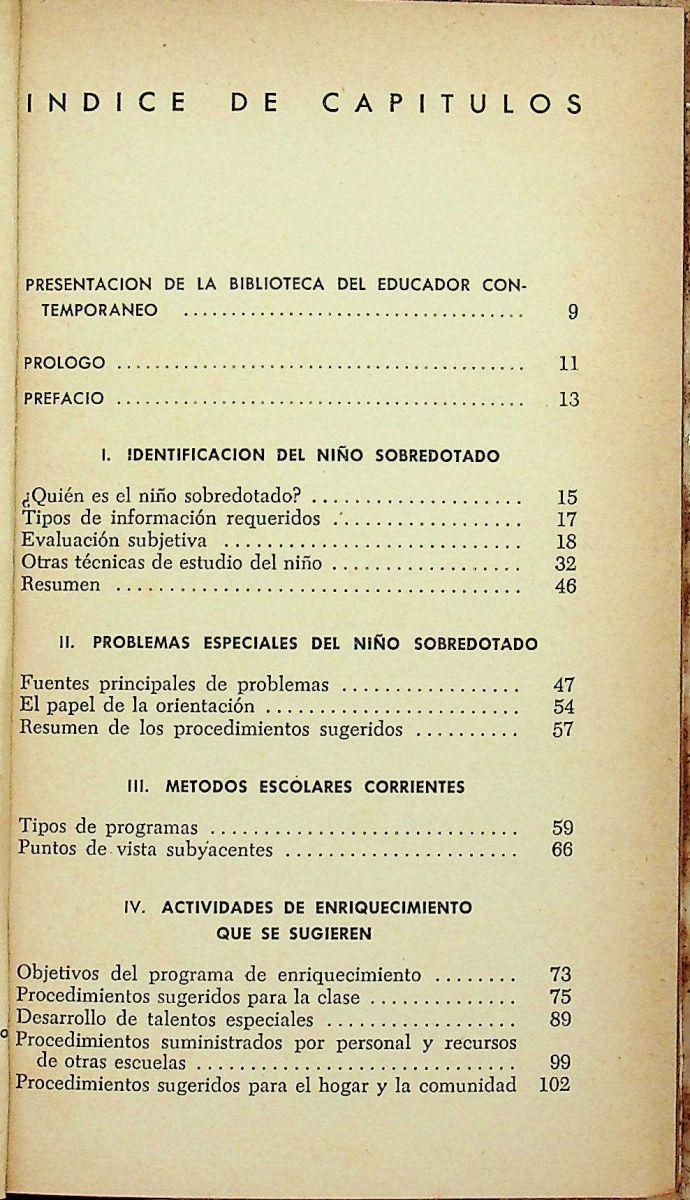 INDICE DE CAPITULOS
PRESENTACION DE LA BIBLIOTECA DEL EDUCADOR CON-
TEMPORANEO .................................. 9
PROLOGO .......................................... 11
PREFACIO .......................................... 13
I. IDENTIFICACION DEL NIÑO SOBREDOTADO
¿Quién es el niño sobredotado? .................... 15
Tipos de información requeridos .................. 17
Evaluación subjetiva ............................ 18
Otras técnicas de estudio del niño .................. 32
Resumen ...................................... 46
II. PROBLEMAS ESPECIALES DEL NIÑO SOBREDOTADO
Fuentes principales de problemas ................. 47
El papel de la orientación ........................ 54
Resumen de los procedimientos sugeridos .......... 57
III. METODOS ESCOLARES CORRIENTES
Tipos de programas ............................. 59
Puntos de vista subyacentes ...................... 66
IV. ACTIVIDADES DE ENRIQUECIMIENTO
QUE SE SUGIEREN
Objetivos del programa de enriquecimiento ........ 73
Procedimientos sugeridos para la clase .............. 75
Desarrollo de talentos especiales .................. 89
Procedimientos suministrados por personal y recursos
de otras escuelas .............................. 99
Procedimientos sugeridos para el hogar y la comunidad 102